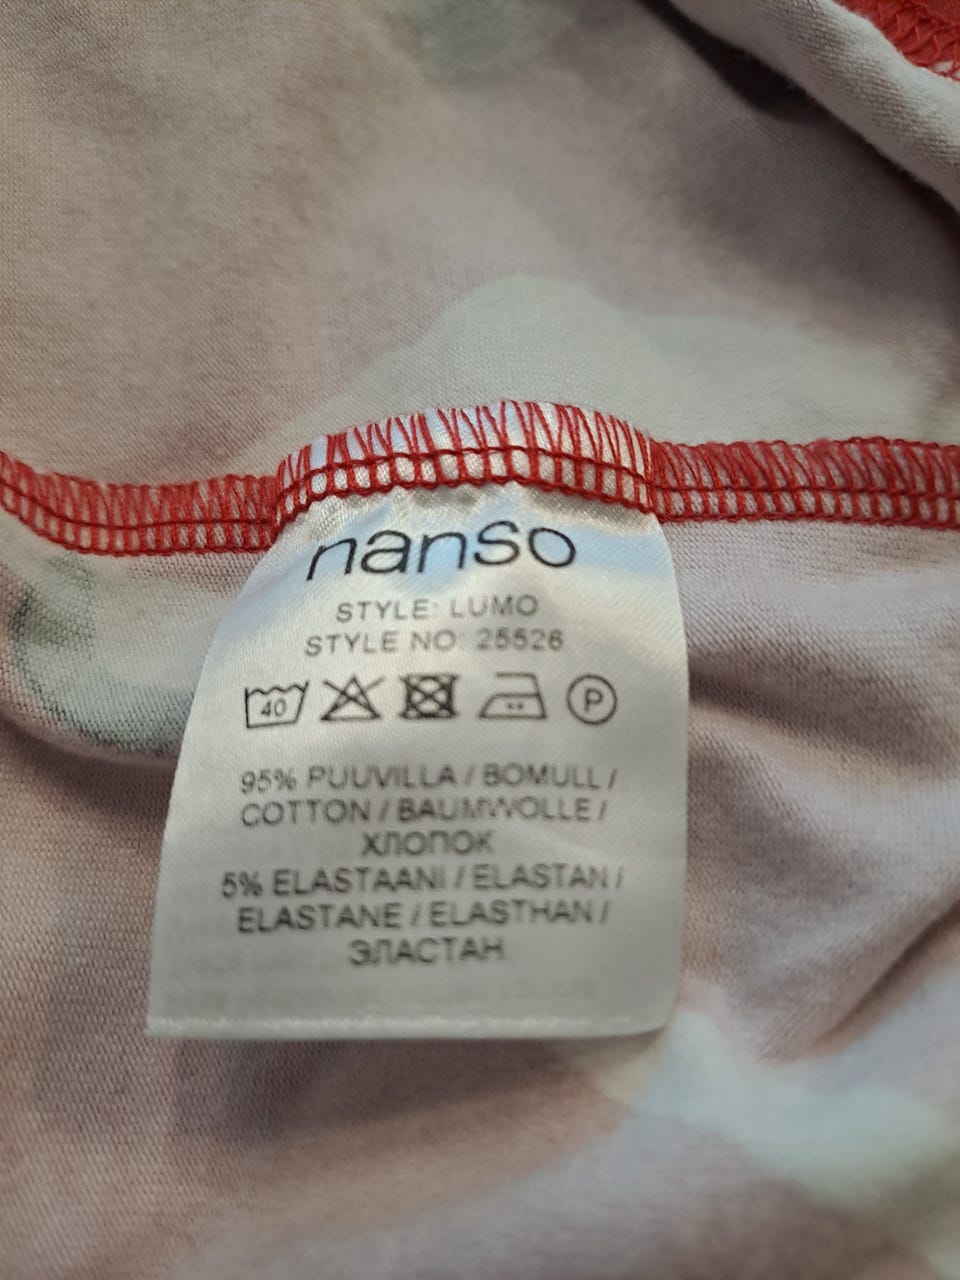 nanso
STYLE: LUMO
STYLE NO: 25526
40 P
95% PUUVILLA / BOMULL /
COTTON / BAUMWOLLE /
ХЛОПОК
5% ELASTAANI / ELASTAN /
ELASTANE / ELASTHAN /
ЭЛАСТАН